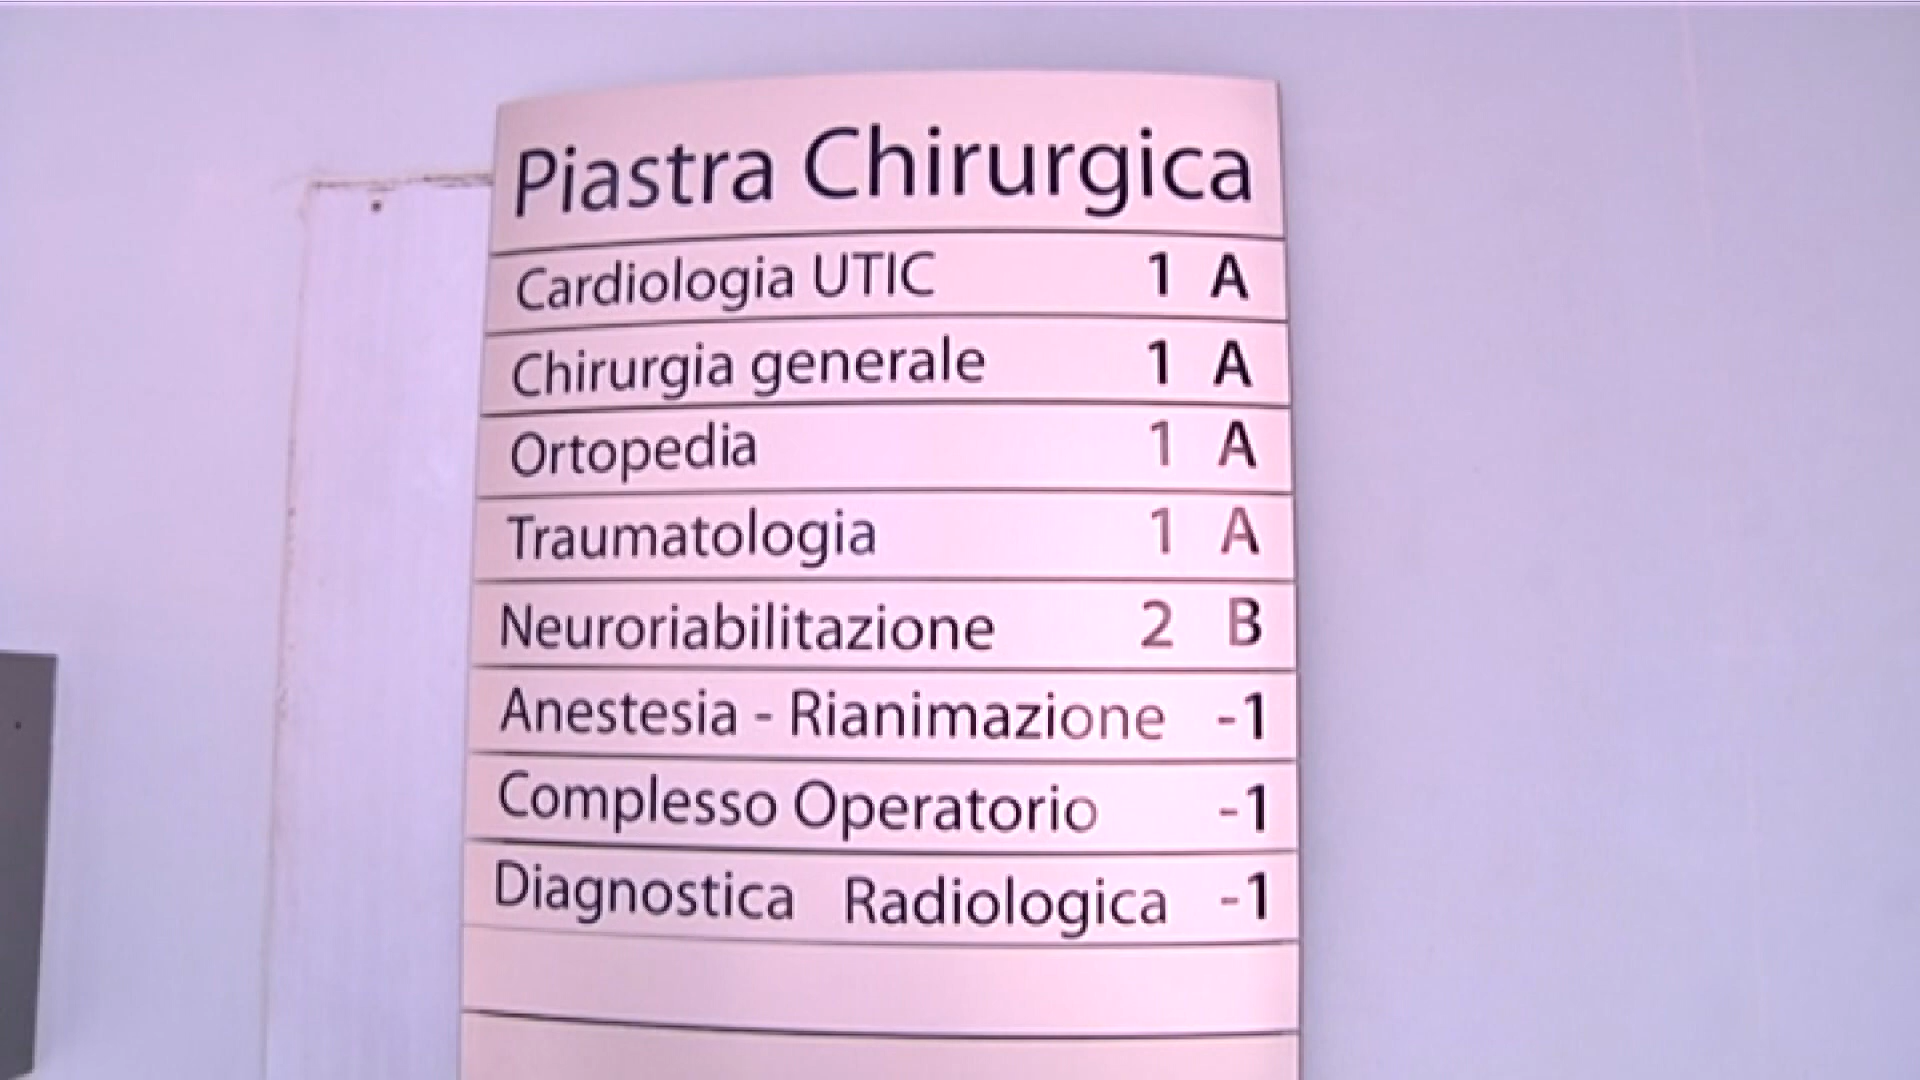 Piastra Chirurgica
Cardiologia UTIC 1 A
Chirurgia generale 1 A
Ortopedia 1 A
Traumatologia 1 A
Neuroriabilitazione 2 B
Anestesia - Rianimazione -1
Complesso Operatorio -1
Diagnostica Radiologica -1